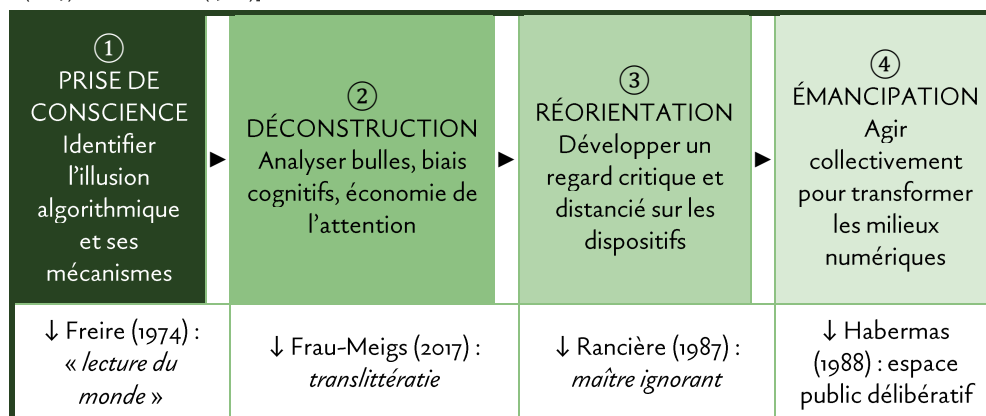 ①
PRISE DE
CONSCIENCE
Identifier
l'illusion
algorithmique
et ses
mécanismes
►
②
DÉCONSTRUCTION
Analyser bulles, biais
cognitifs, économie de
l'attention
►
③
RÉORIENTATION
Développer un
regard critique et
distancié sur les
dispositifs
►
④
ÉMANCIPATION
Agir
collectivement
pour transformer
les milieux
numériques
↓ Freire (1974) :
« lecture du
monde »
↓ Frau-Meigs (2017) :
translittératie
↓ Rancière (1987) :
maître ignorant
↓ Habermas
(1988) : espace
public délibératif